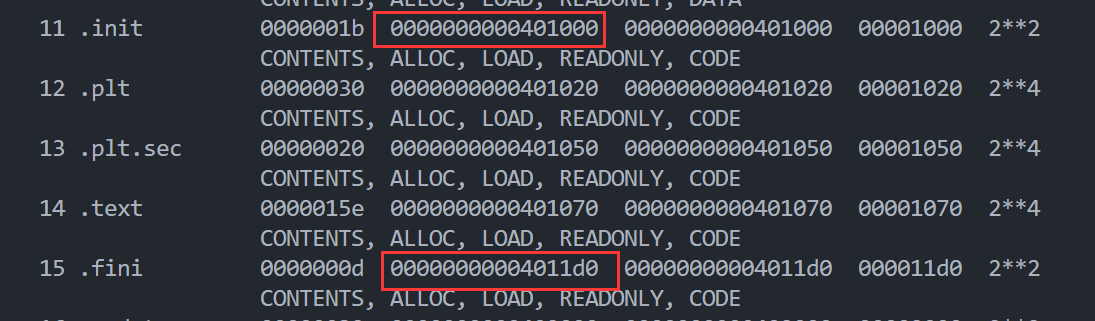 CONTENTS, ALLOC, LOAD, READONLY, DATA
11 .init 0000001b 0000000000401000 0000000000401000 00001000 2**2
CONTENTS, ALLOC, LOAD, READONLY, CODE
12 .plt 00000030 0000000000401020 0000000000401020 00001020 2**4
CONTENTS, ALLOC, LOAD, READONLY, CODE
13 .plt.sec 00000020 0000000000401050 0000000000401050 00001050 2**4
CONTENTS, ALLOC, LOAD, READONLY, CODE
14 .text 0000015e 0000000000401070 0000000000401070 00001070 2**4
CONTENTS, ALLOC, LOAD, READONLY, CODE
15 .fini 0000000d 00000000004011d0 00000000004011d0 000011d0 2**2
CONTENTS, ALLOC, LOAD, READONLY, CODE